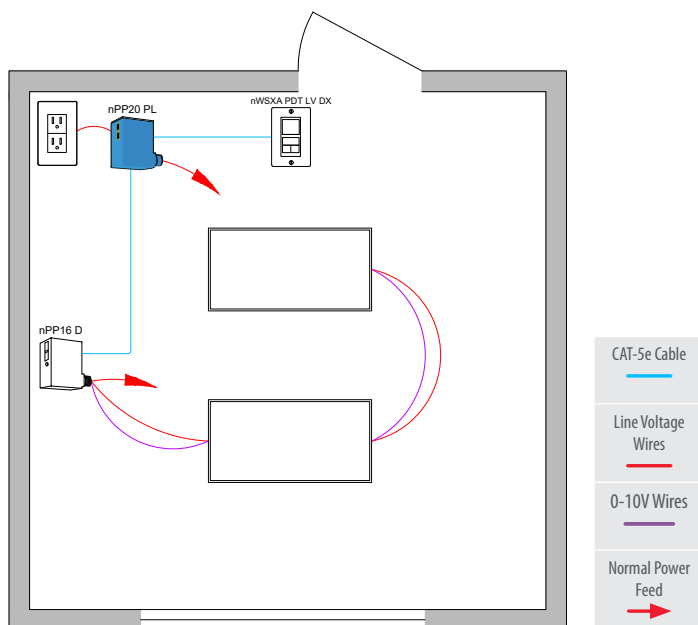 nPP20 PL
nWSXA PDT LV DX
nPP16 D
CAT-5e Cable
Line Voltage
Wires
0-10V Wires
Normal Power
Feed